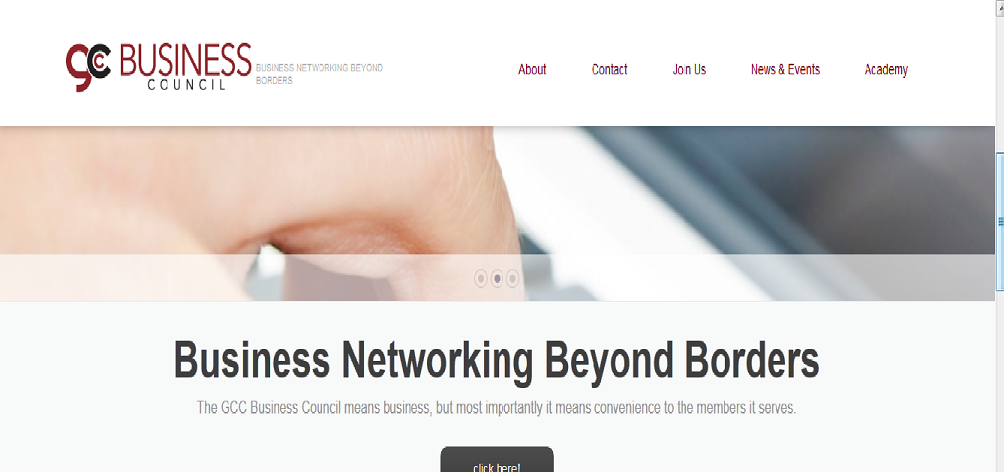 gcc BUSINESS
COUNCIL
BUSINESS NETWORKING BEYOND
BORDERS
About
Contact
Join Us
News & Events
Academy
Business Networking Beyond Borders
The GCC Business Council means business, but most importantly it means convenience to the members it serves.
click here!